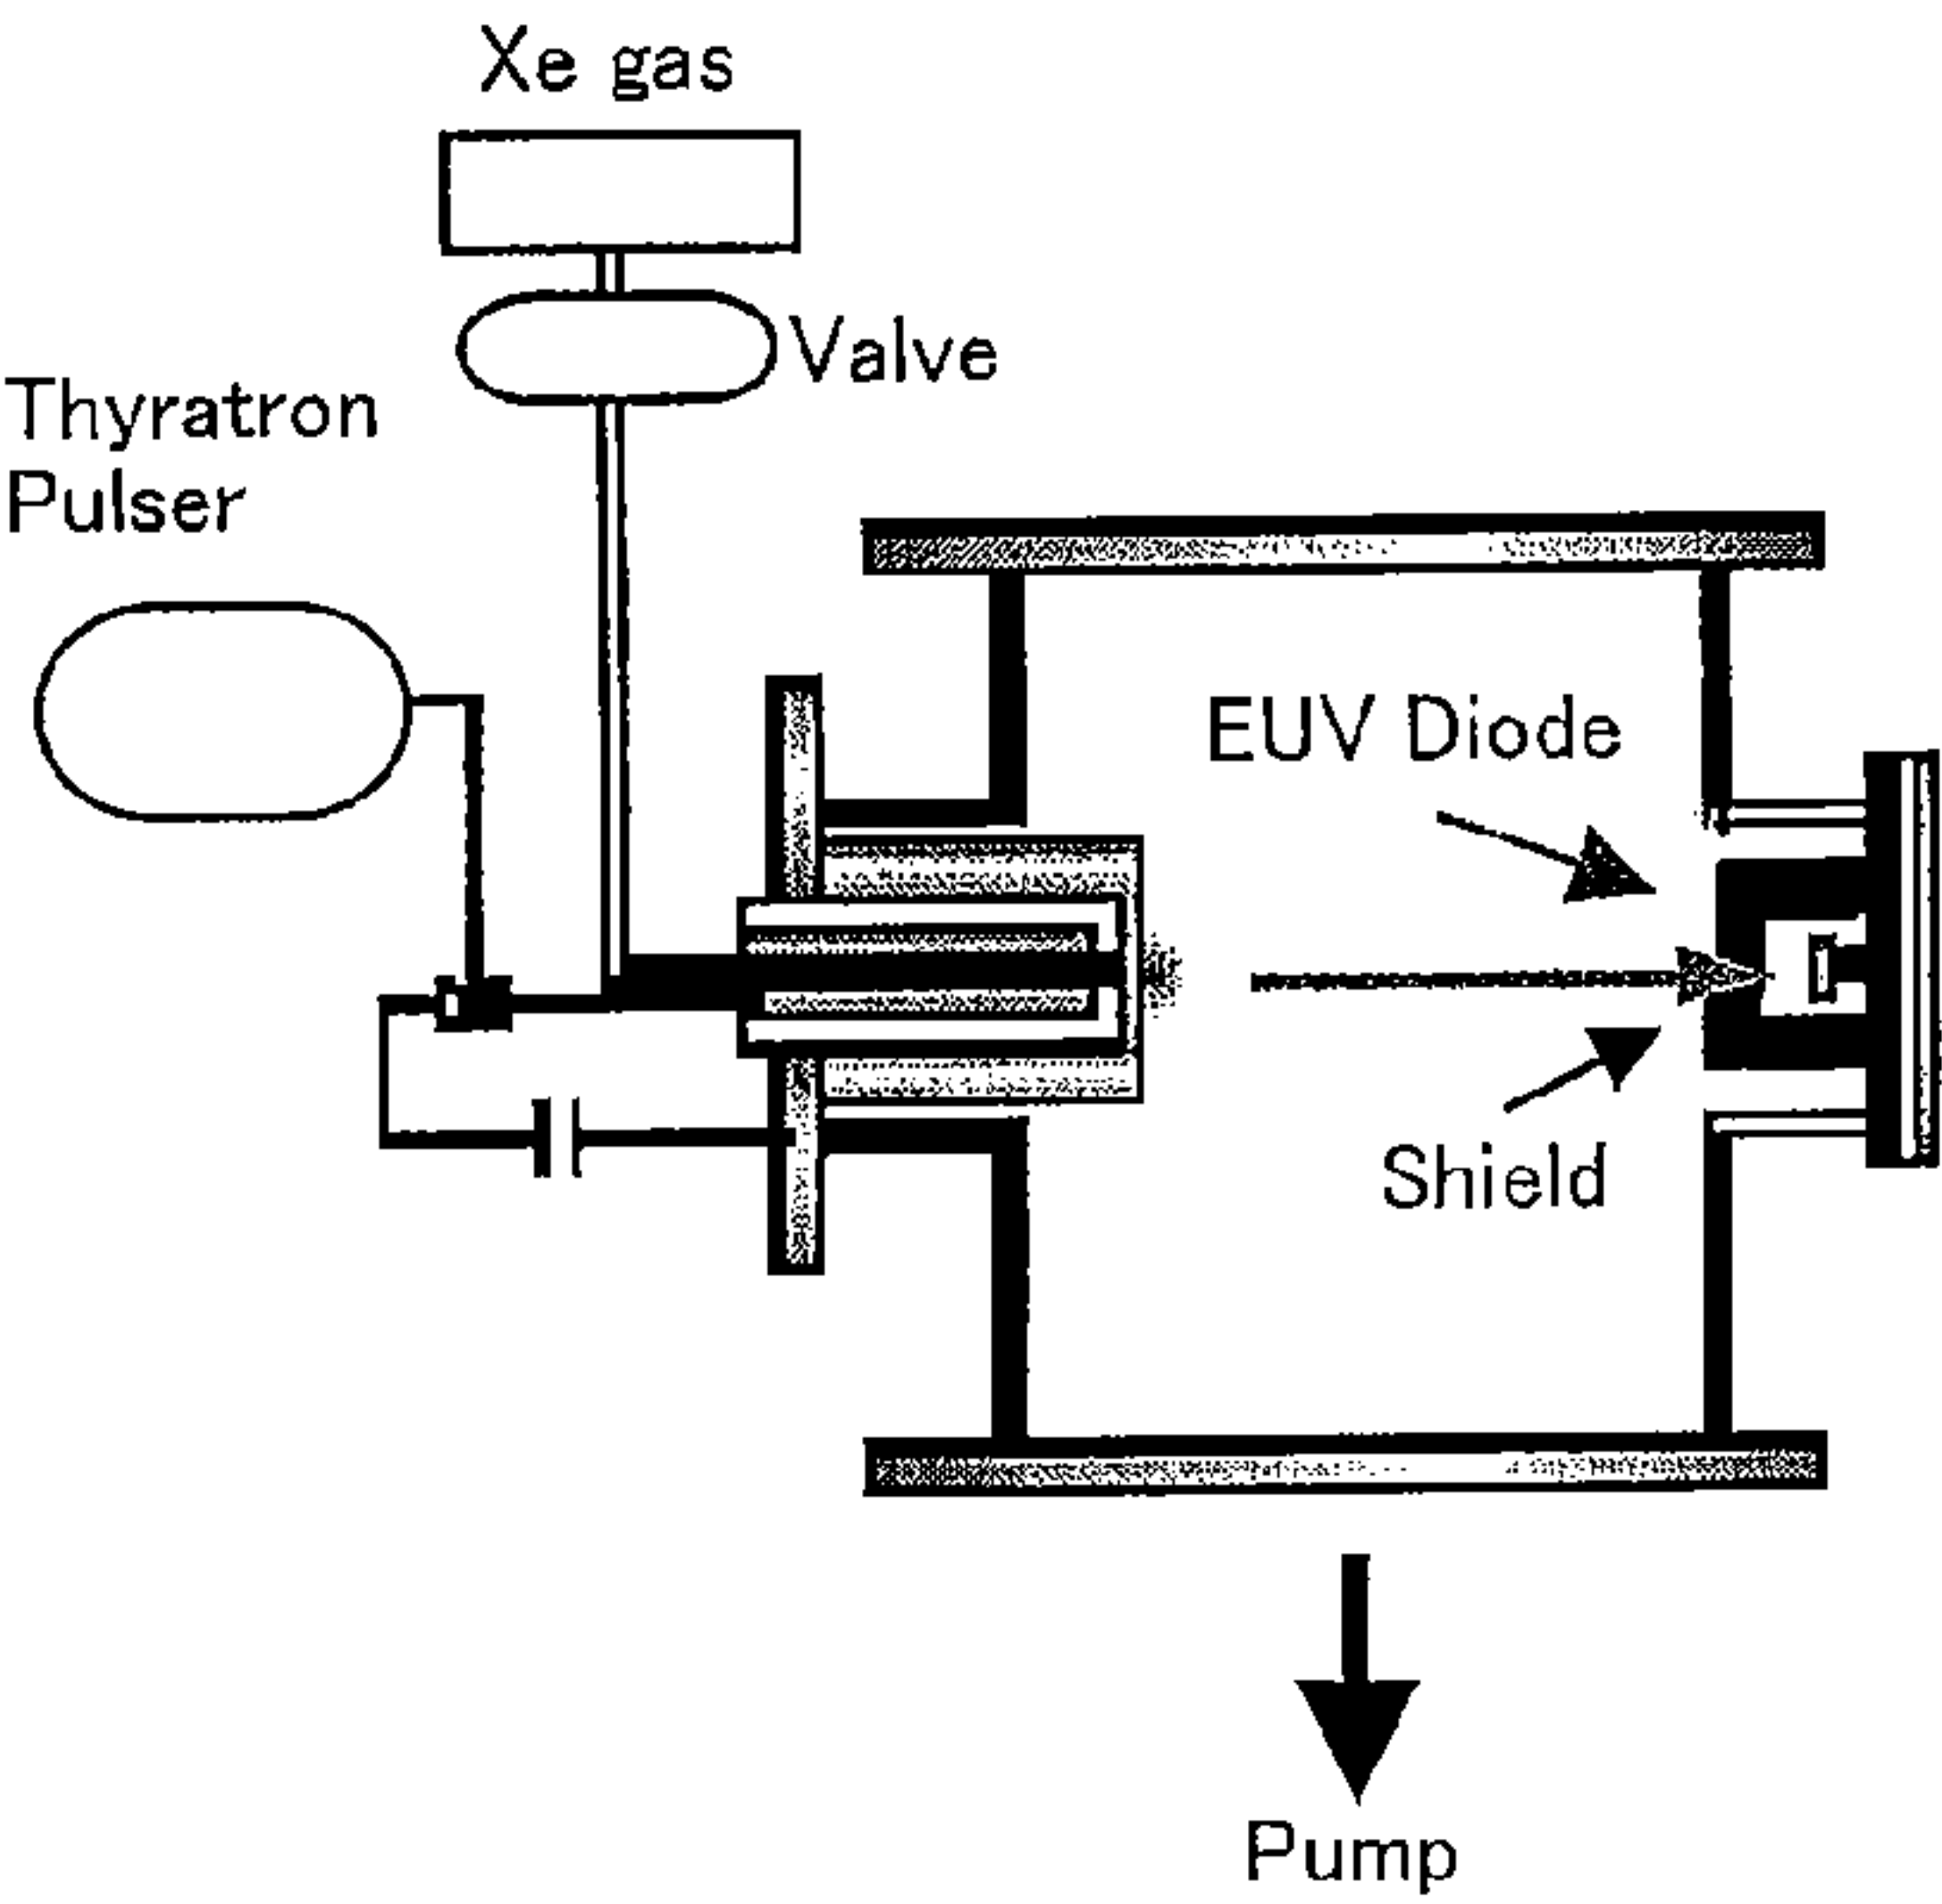 Xe gas
Valve
Thyratron
Pulser
EUV Diode
Shield
Pump